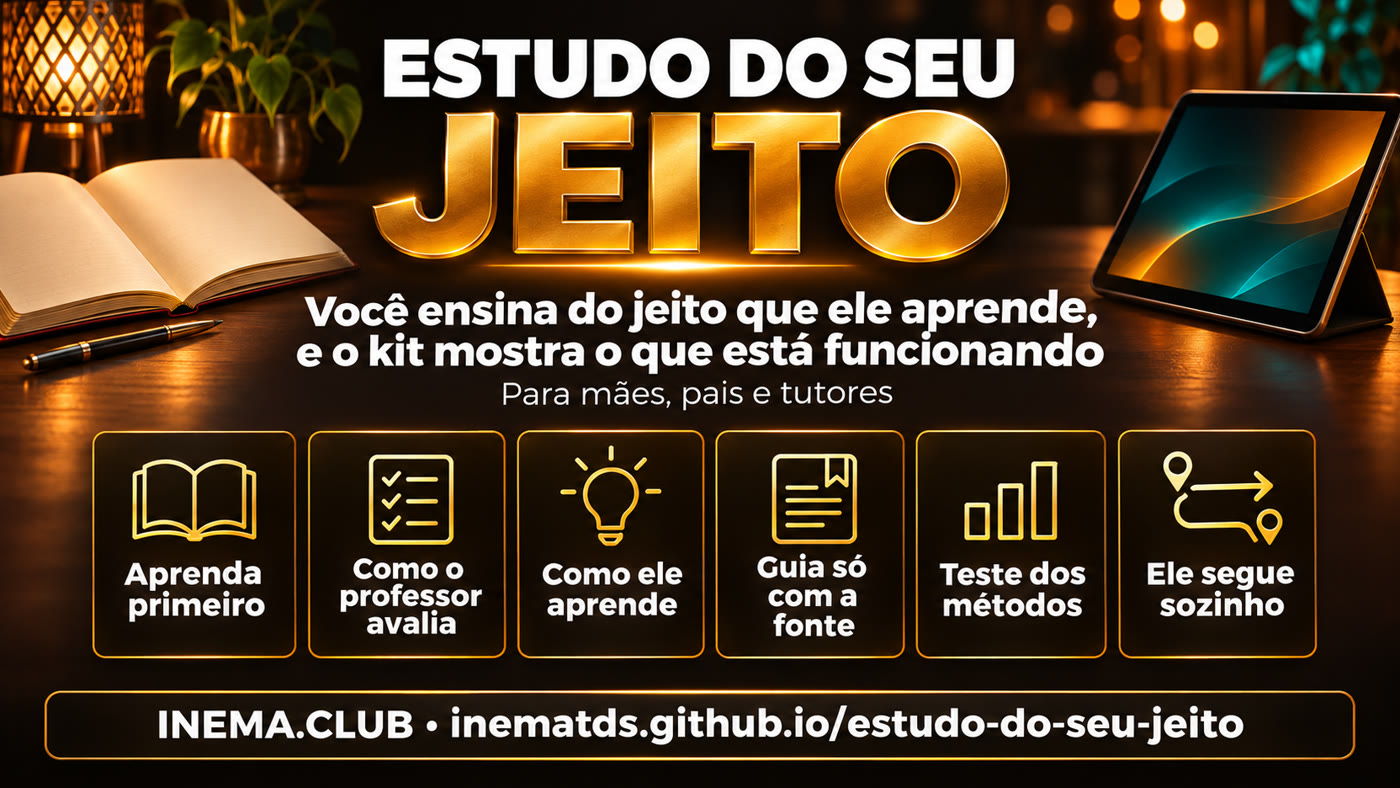 ESTUDO DO SEU
JEITO
Você ensina do jeito que ele aprende,
e o kit mostra o que está funcionando
Para mães, pais e tutores
Aprenda
primeiro
Como o
professor
avalia
Como ele
aprende
Guia só
com a
fonte
Teste dos
métodos
Ele segue
sozinho
INEMA.CLUB • inematds.github.io/estudo-do-seu-jeito